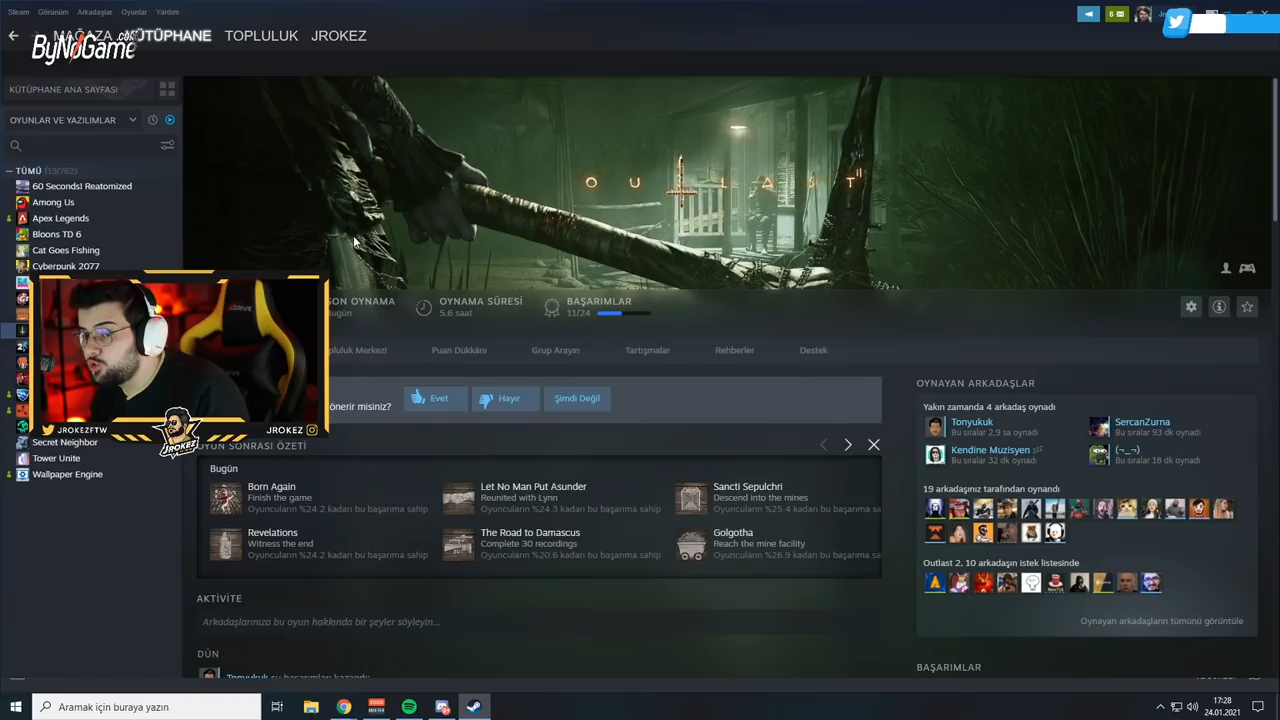 Steam Görünüm Arkadaşlar Oyunlar Yardım
8
MAĞAZA KÜTÜPHANE TOPLULUK JROKEZ
ByNoGame
.COM
KÜTÜPHANE ANA SAYFASI
OYUNLAR VE YAZILIMLAR
TÜMÜ (19/762)
60 Seconds! Reatomized
Among Us
Apex Legends
Bloons TD 6
Cat Goes Fishing
Cyberpunk 2077
Secret Neighbor
Tower Unite
Wallpaper Engine
JROKEZFTW
JROKEZ
JROKEZ
OUTLAST II
SON OYNAMA
Bugün
OYNAMA SÜRESİ
5,6 saat
BAŞARIMLAR
11/24
Topluluk Merkezi Puan Dükkânı Grup Arayın Tartışmalar Rehberler Destek
önerir misiniz? Evet Hayır Şimdi Değil
OYUN SONRASI ÖZETİ
Bugün
Born Again
Finish the game
Oyuncuların %24.2 kadarı bu başarıma sahip
Let No Man Put Asunder
Reunited with Lynn
Oyuncuların %24.3 kadarı bu başarıma sahip
Sancti Sepulchri
Descend into the mines
Oyuncuların %25.4 kadarı bu başarıma sa
Revelations
Witness the end
Oyuncuların %24.2 kadarı bu başarıma sahip
The Road to Damascus
Complete 30 recordings
Oyuncuların %20.6 kadarı bu başarıma sahip
Golgotha
Reach the mine facility
Oyuncuların %26.9 kadarı bu başarıma sa
AKTİVİTE
Arkadaşlarınıza bu oyun hakkında bir şeyler söyleyin...
DÜN
Tonyukuk şu başarımları kazandı:
OYNAYAN ARKADAŞLAR
Yakın zamanda 4 arkadaş oynadı
Tonyukuk
Bu sıralar 2,9 sa oynadı
SercanZurna
Bu sıralar 93 dk oynadı
Kendine Muzisyen zzz
Bu sıralar 32 dk oynadı
(¬_¬)
Bu sıralar 18 dk oynadı
19 arkadaşınız tarafından oynandı
Outlast 2, 10 arkadaşın istek listesinde
Oynayan arkadaşların tümünü görüntüle
BAŞARIMLAR
Aramak için buraya yazın
17:28
24.01.2021